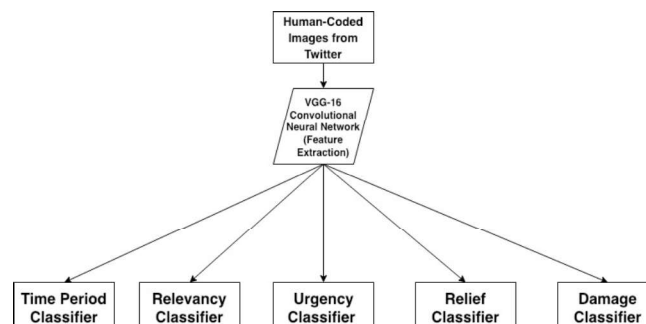 Human-Coded
Images from
Twitter
VGG-16
Convolutional
Neural Network
(Feature
Extraction)
Time Period
Classifier
Relevancy
Classifier
Urgency
Classifier
Relief
Classifier
Damage
Classifier